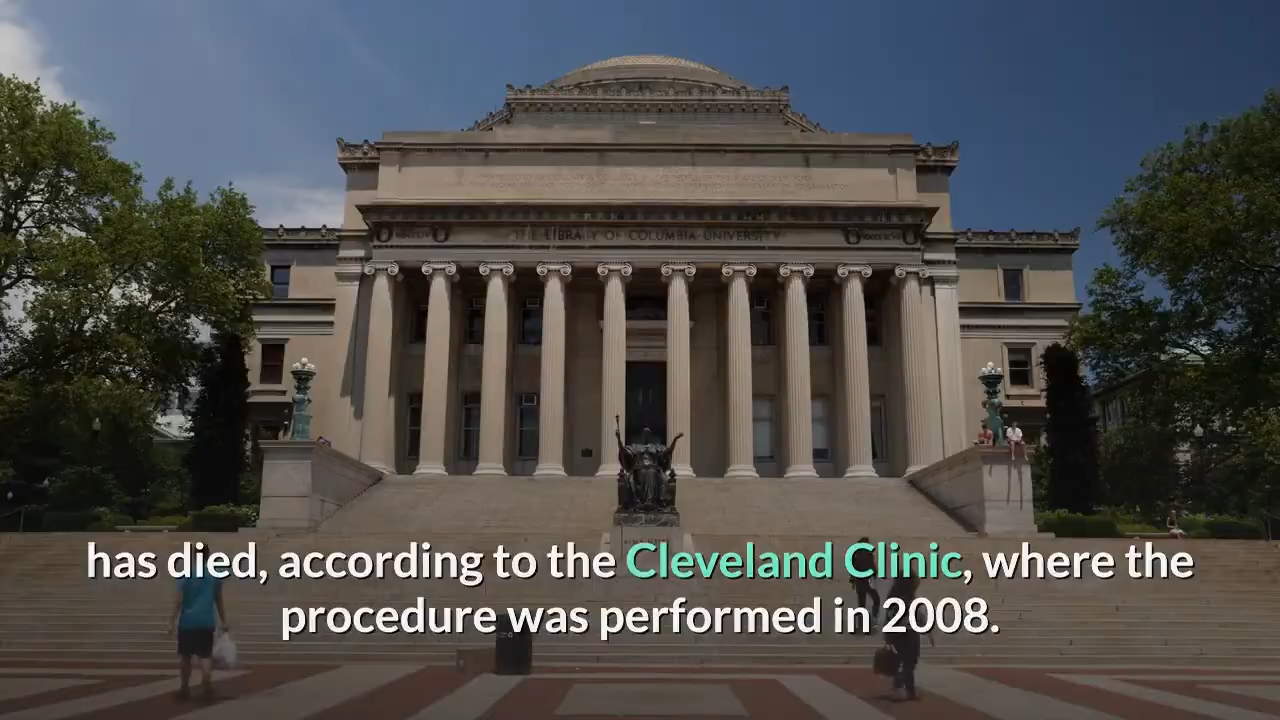 THE LIBRARY OF COLUMBIA UNIVERSITY
has died, according to the Cleveland Clinic, where the
procedure was performed in 2008.